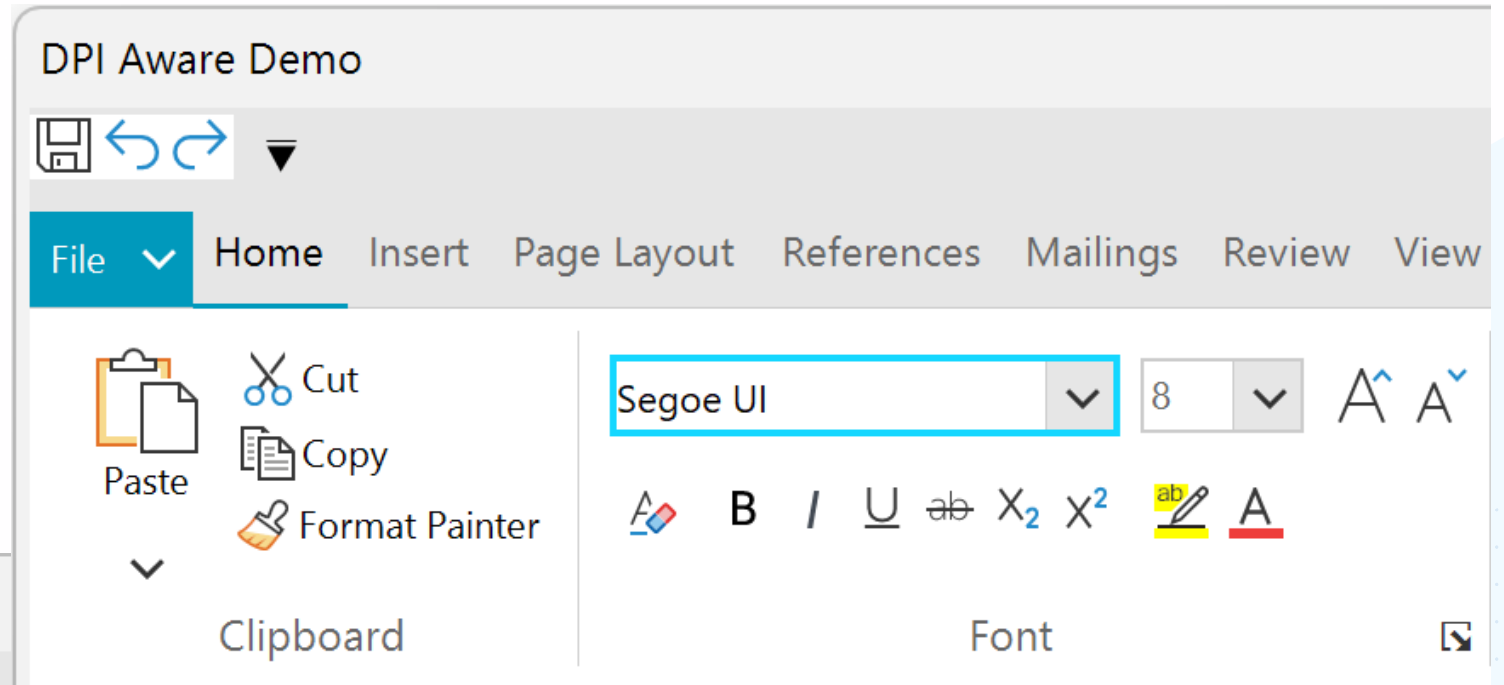 DPI Aware Demo
File Home Insert Page Layout References Mailings Review View
Cut
Segoe UI 8 A A
Copy
Paste
Format Painter
A B I U ab X₂ X² ab A
Clipboard Font